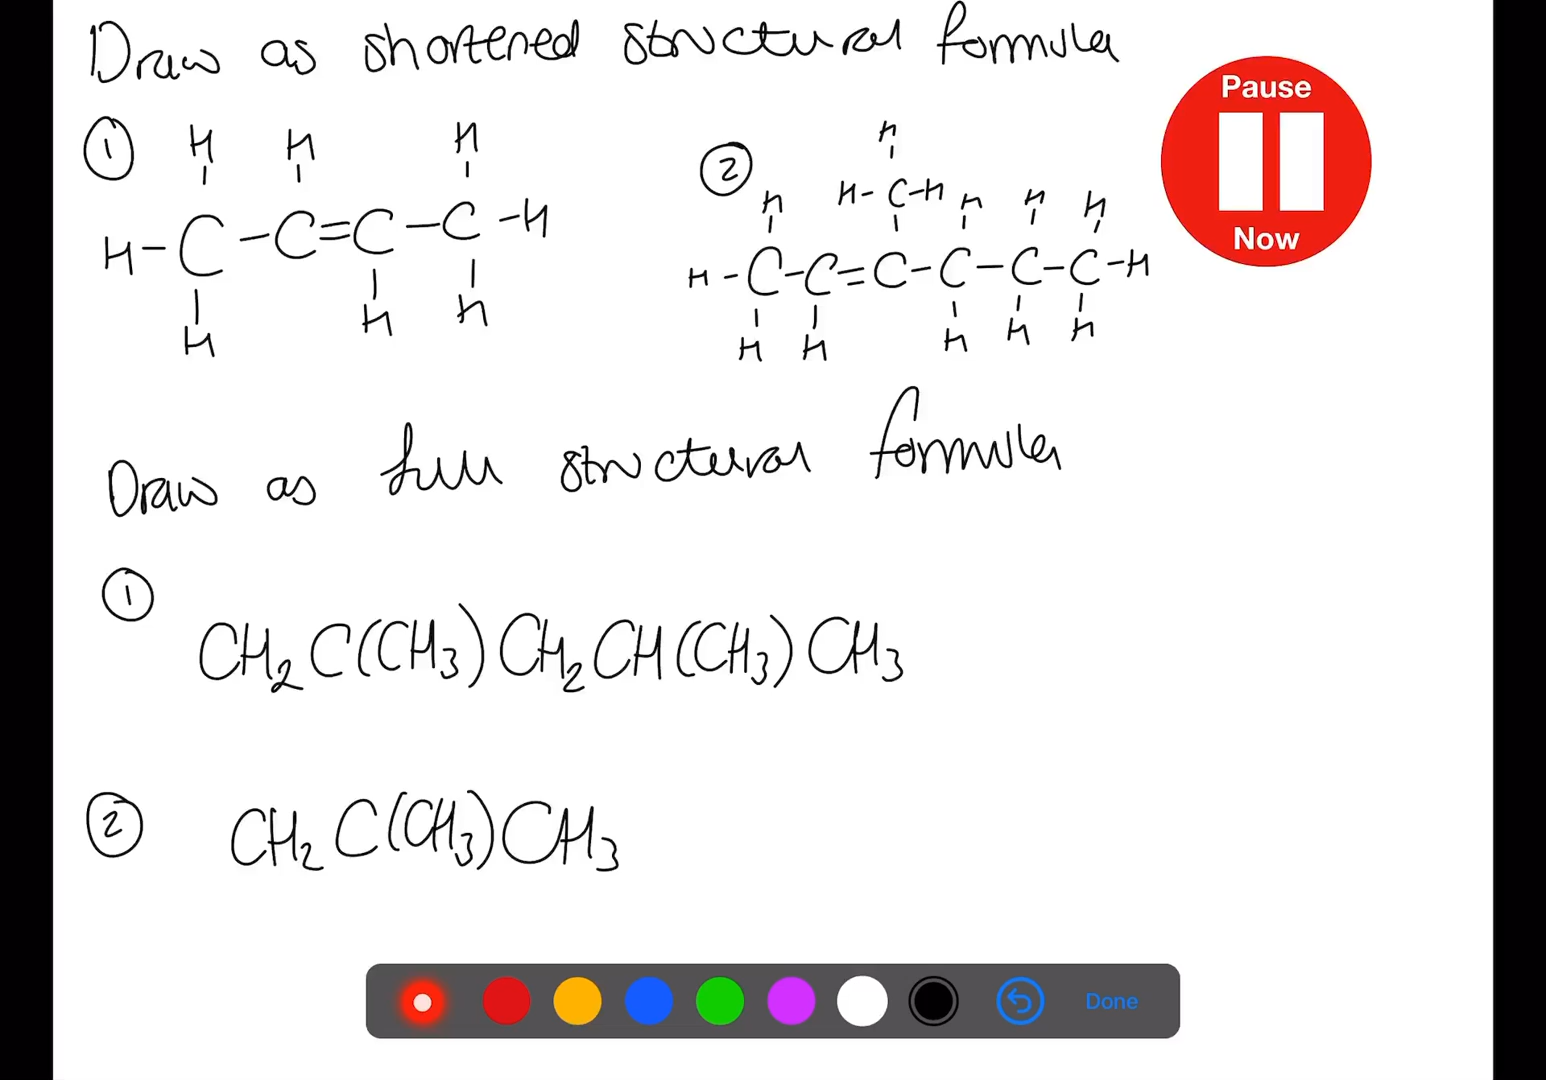 Draw as shortened structural formula
Pause
Now
①
H H H
H-C-C=C-C-H
H H H
②
H
H-C-H
H H H H
H-C-C=C-C-C-C-H
H H H H H
Draw as full structural formula
①
CH₂C(CH₃)CH₂CH(CH₃)CH₃
②
CH₂C(CH₃)CH₃
Done